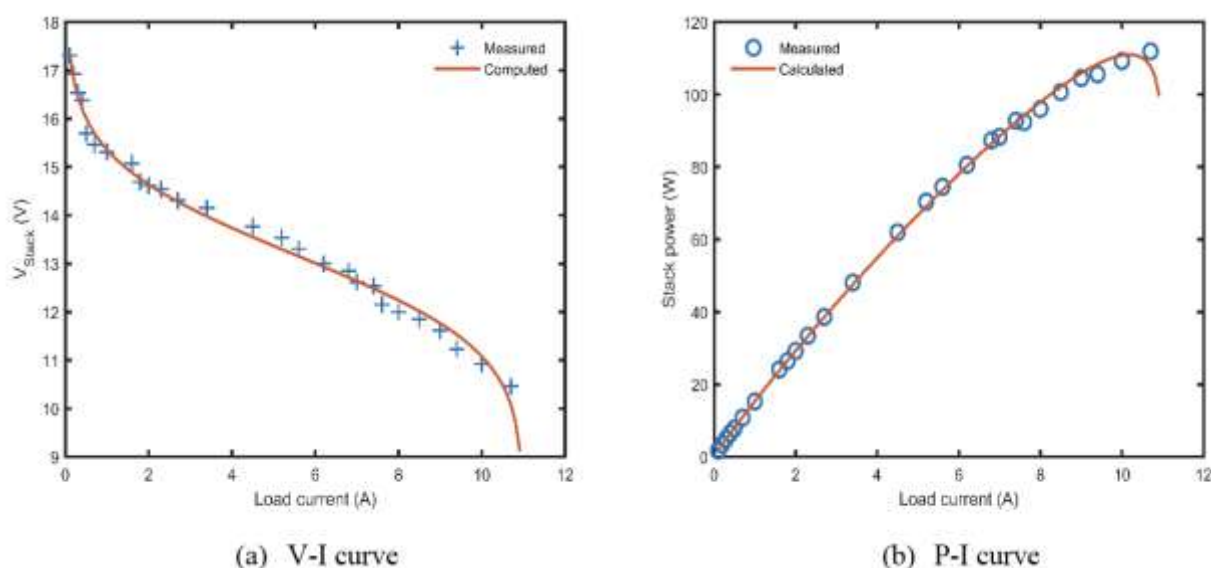 18
17
16
15
14
13
12
11
10
9
V Stack (V)
Measured
Computed
0 2 4 6 8 10 12
Load current (A)
(a) V-I curve
120
100
80
60
40
20
0
Stack power (W)
Measured
Calculated
0 2 4 6 8 10 12
Load current (A)
(b) P-I curve